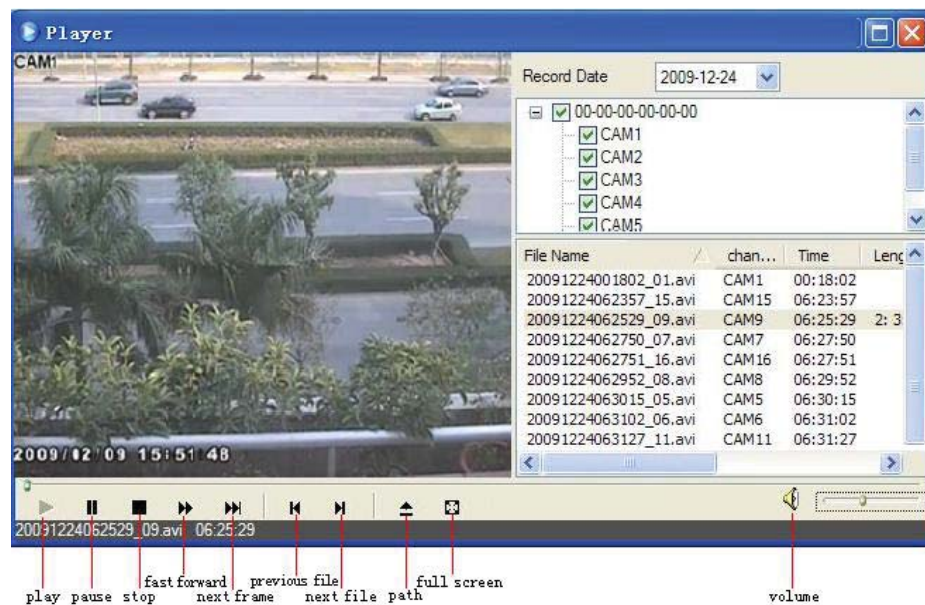 Player
CAM1
Record Date 2009-12-24
00-00-00-00-00-00
CAM1
CAM2
CAM3
CAM4
CAM5
File Name chan... Time Leng
20091224001802_01.avi CAM1 00:18:02
20091224062357_15.avi CAM15 06:23:57
20091224062529_09.avi CAM9 06:25:29 2: 3
20091224062750_07.avi CAM7 06:27:50
20091224062751_16.avi CAM16 06:27:51
20091224062952_08.avi CAM8 06:29:52
20091224063015_05.avi CAM5 06:30:15
20091224063102_06.avi CAM6 06:31:02
20091224063127_11.avi CAM11 06:31:27
2009/02/09 15:51:48
20091224062529_09.avi 06:25:29
play pause stop fast forward next frame previous file next file path full screen volume